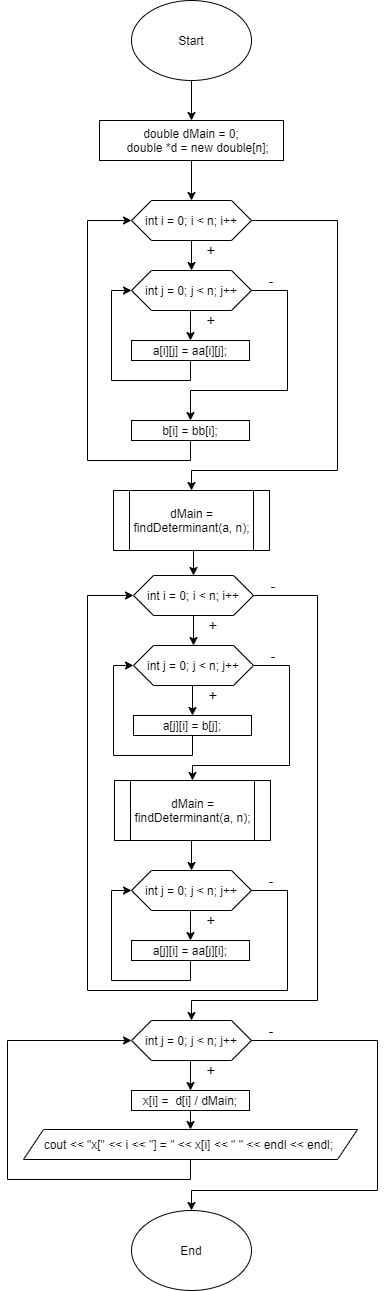 Start
double dMain = 0;
double *d = new double[n];
int i = 0; i < n; i++
+
int j = 0; j < n; j++
-
+
a[i][j] = aa[i][j];
b[i] = bb[i];
dMain =
findDeterminant(a, n);
int i = 0; i < n; i++
-
+
int j = 0; j < n; j++
-
+
a[j][i] = b[j];
dMain =
findDeterminant(a, n);
int j = 0; j < n; j++
-
+
a[j][i] = aa[j][i];
int j = 0; j < n; j++
-
+
x[i] = d[i] / dMain;
cout << "x[" << i << "] = " << x[i] << " " << endl << endl;
End